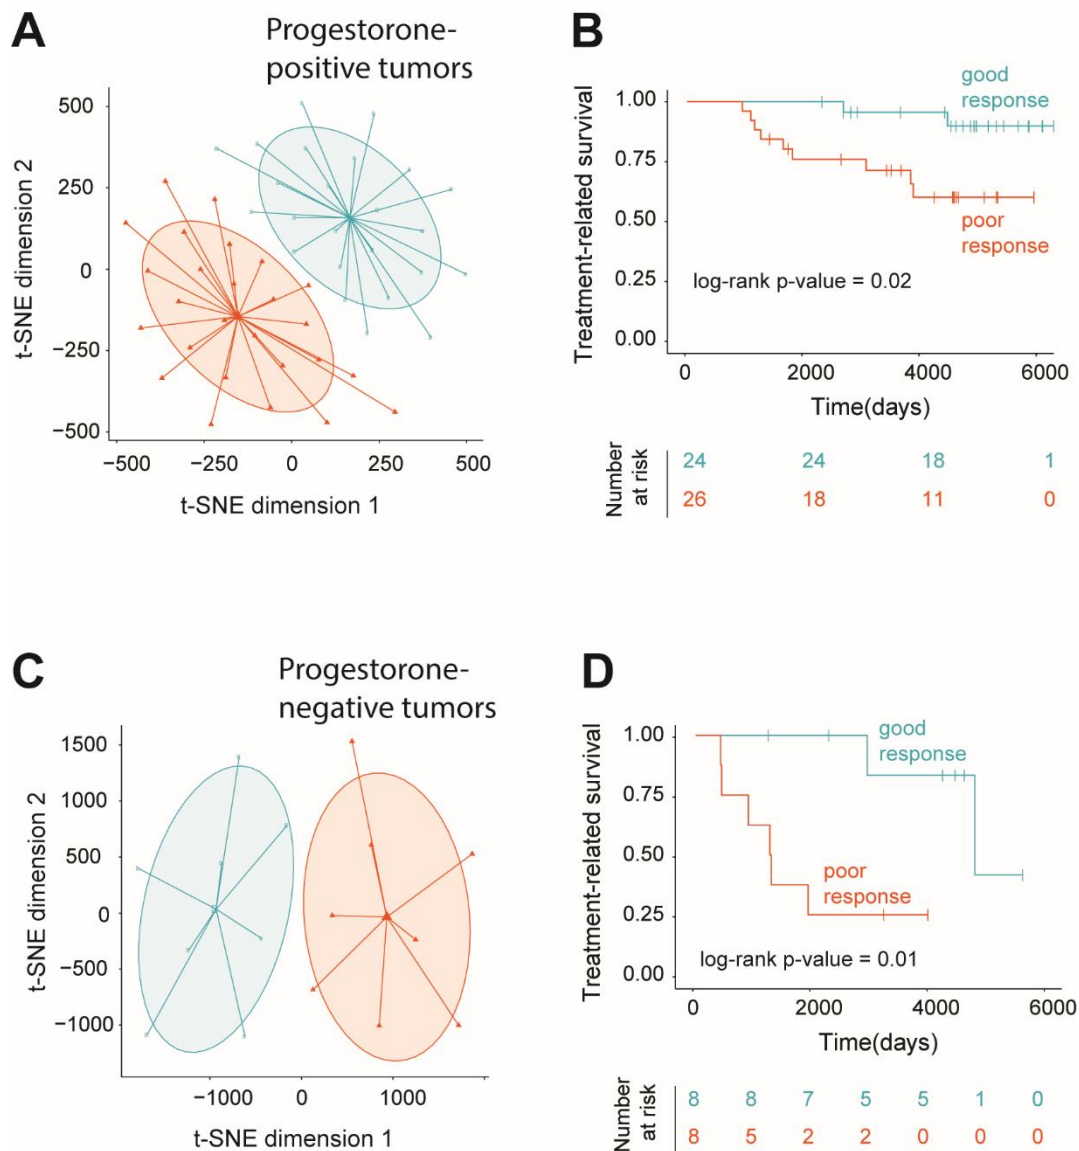 A
Progestorone-
positive tumors
t-SNE dimension 2
500
250
0
−250
−500
−500
−250
0
250
500
t-SNE dimension 1
B
Treatment-related survival
1.00
0.75
0.50
0.25
0.00
good
response
poor
response
log-rank p-value = 0.02
0
2000
4000
6000
Time(days)
Number
at risk
24 24 18 1
26 18 11 0
C
Progestorone-
negative tumors
t-SNE dimension 2
1500
1000
500
0
−500
−1000
−1000
0
1000
t-SNE dimension 1
D
Treatment-related survival
1.00
0.75
0.50
0.25
0.00
good
response
poor
response
log-rank p-value = 0.01
0
2000
4000
6000
Time(days)
Number
at risk
8 8 7 5 5 1 0
8 5 2 2 0 0 0